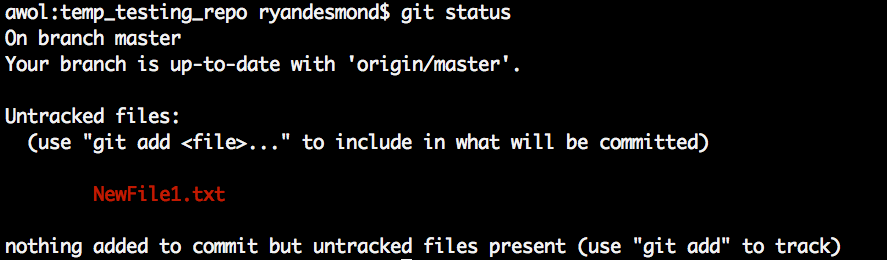 awol:temp_testing_repo ryandesmond$ git status
On branch master
Your branch is up-to-date with 'origin/master'.
Untracked files:
(use "git add <file>..." to include in what will be committed)
NewFile1.txt
nothing added to commit but untracked files present (use "git add" to track)